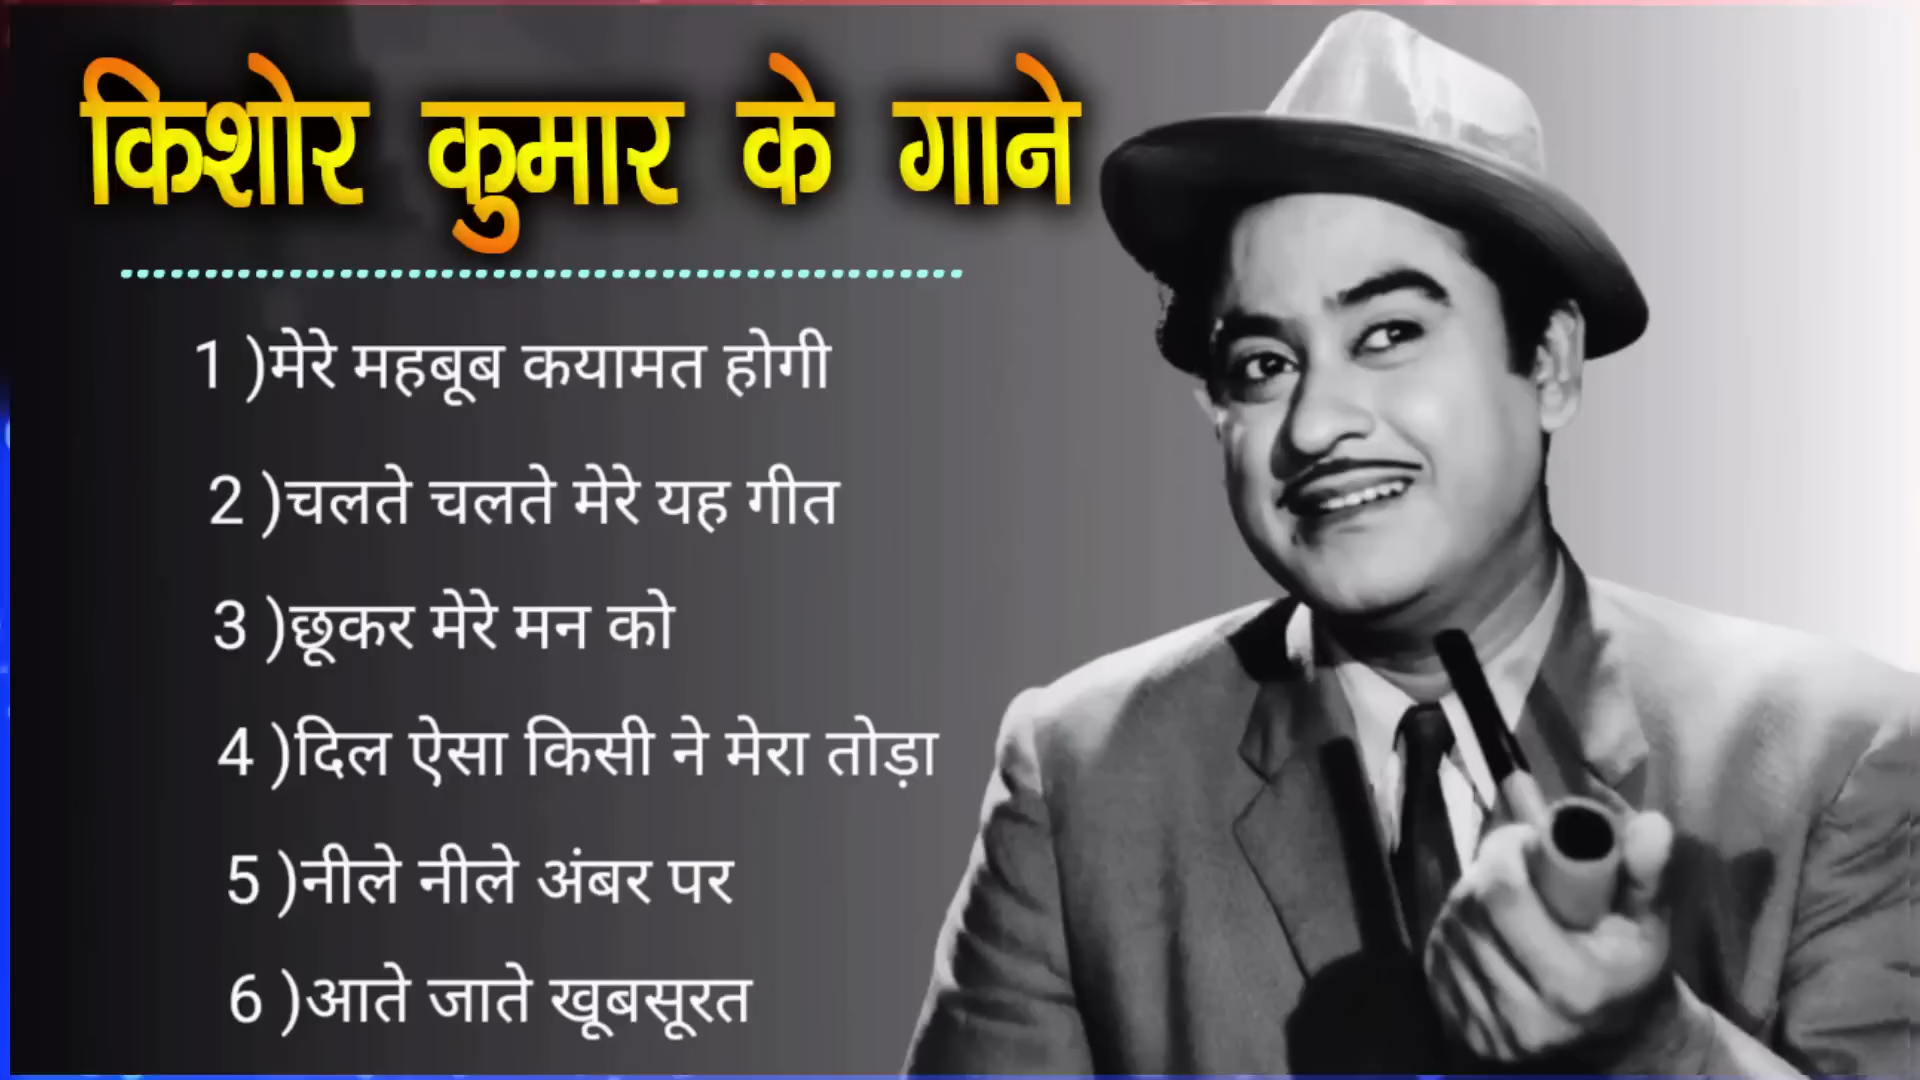 किशोर कुमार के गाने
1 )मेरे महबूब कयामत होगी
2 )चलते चलते मेरे यह गीत
3 )छूकर मेरे मन को
4 )दिल ऐसा किसी ने मेरा तोड़ा
5 )नीले नीले अंबर पर
6 )आते जाते खूबसूरत